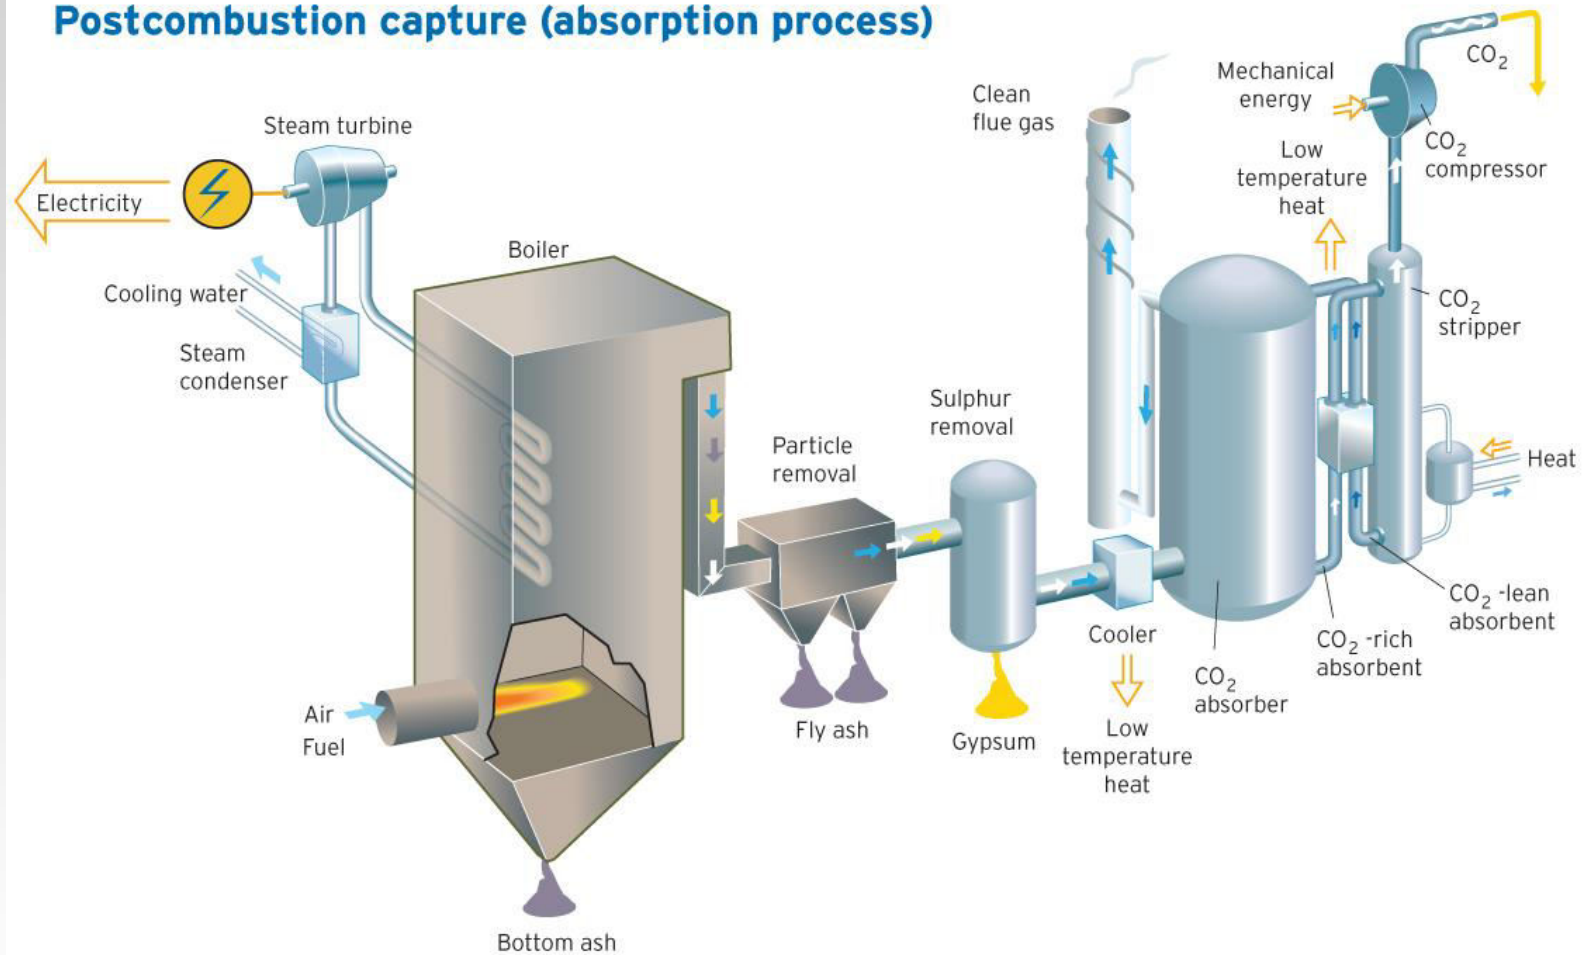 Postcombustion capture (absorption process)
Steam turbine
Electricity
Cooling water
Steam
condenser
Boiler
Air
Fuel
Bottom ash
Particle
removal
Fly ash
Sulphur
removal
Gypsum
Clean
flue gas
Cooler
Low
temperature
heat
CO2
absorber
CO2 -rich
absorbent
CO2 -lean
absorbent
Heat
CO2
stripper
Low
temperature
heat
Mechanical
energy
CO2
compressor
CO2